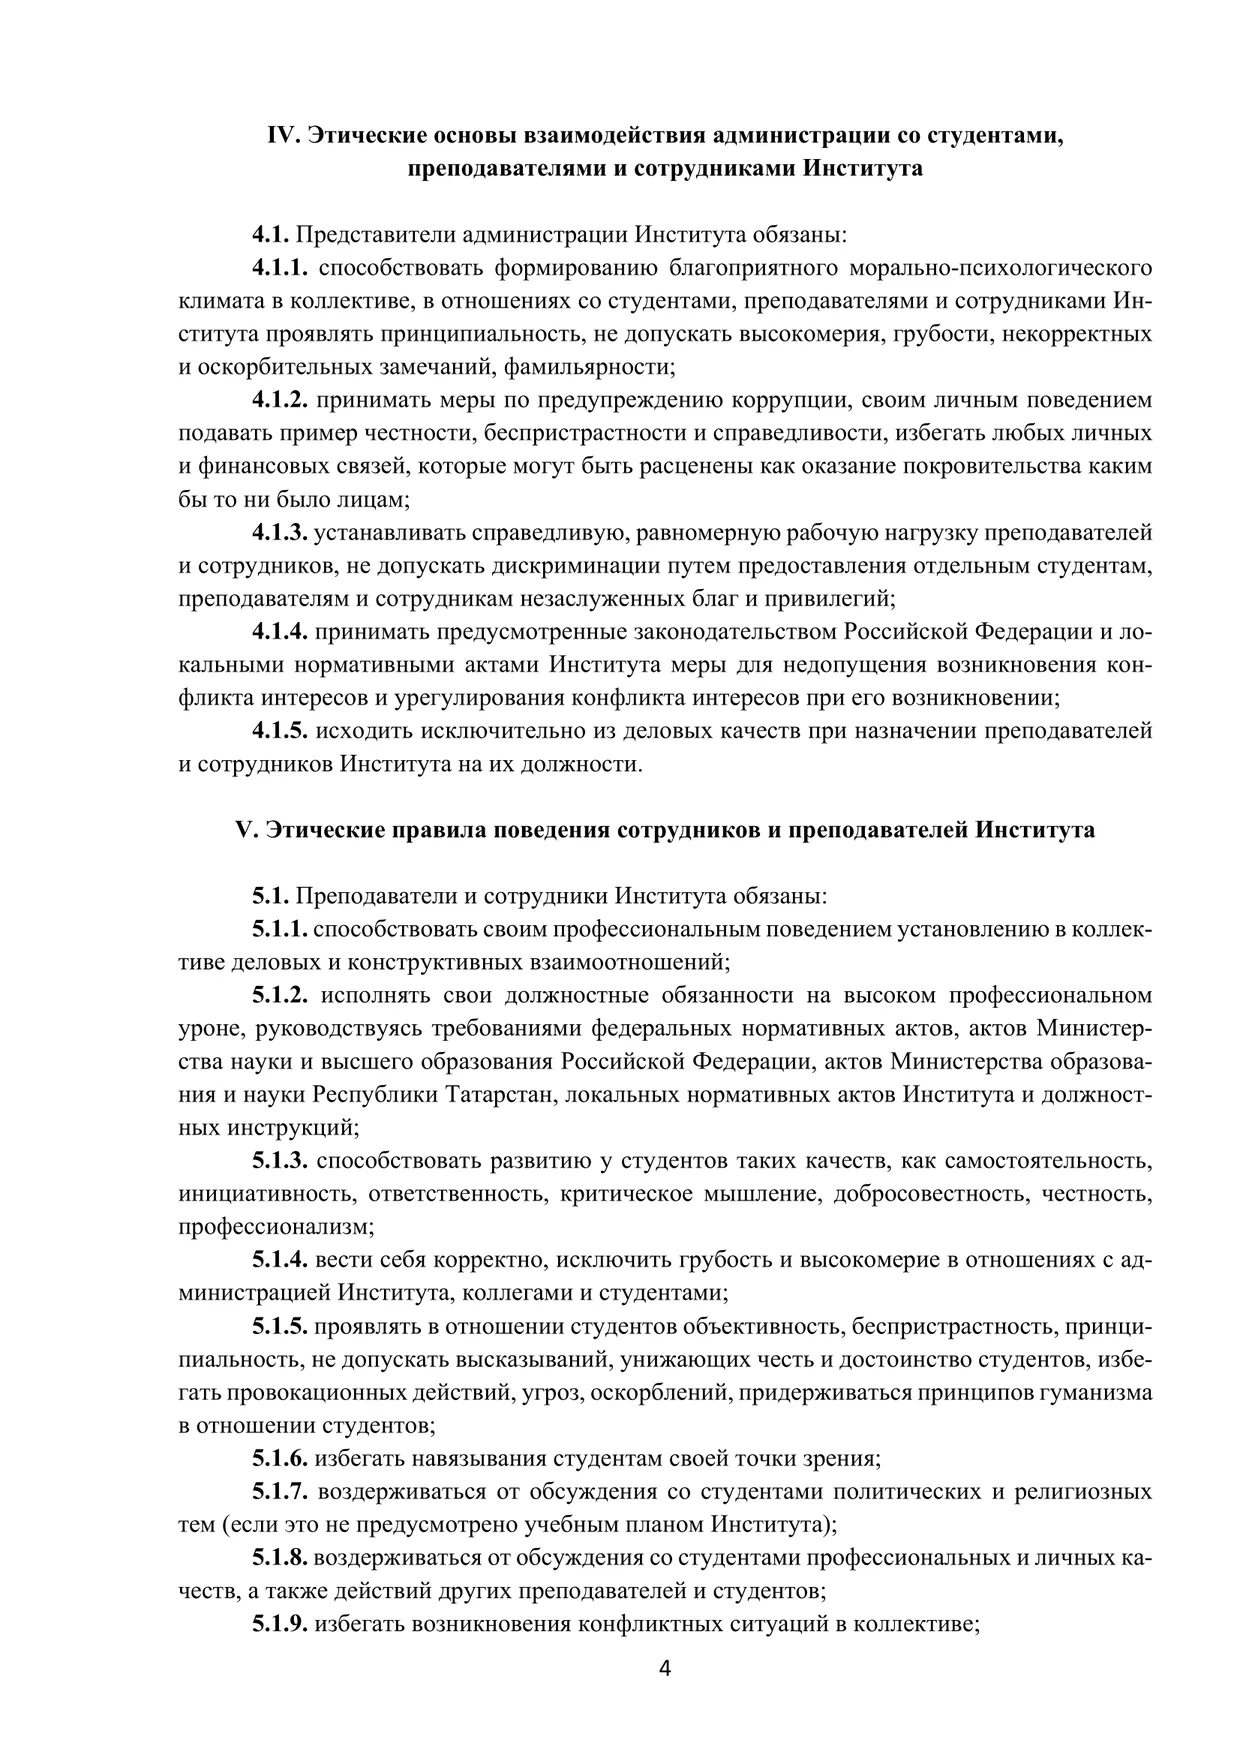 IV. Этические основы взаимодействия администрации со студентами,
преподавателями и сотрудниками Института
4.1. Представители администрации Института обязаны:
4.1.1. способствовать формированию благоприятного морально-психологического
климата в коллективе, в отношениях со студентами, преподавателями и сотрудниками Ин-
ститута проявлять принципиальность, не допускать высокомерия, грубости, некорректных
и оскорбительных замечаний, фамильярности;
4.1.2. принимать меры по предупреждению коррупции, своим личным поведением
подавать пример честности, беспристрастности и справедливости, избегать любых личных
и финансовых связей, которые могут быть расценены как оказание покровительства каким
бы то ни было лицам;
4.1.3. устанавливать справедливую, равномерную рабочую нагрузку преподавателей
и сотрудников, не допускать дискриминации путем предоставления отдельным студентам,
преподавателям и сотрудникам незаслуженных благ и привилегий;
4.1.4. принимать предусмотренные законодательством Российской Федерации и ло-
кальными нормативными актами Института меры для недопущения возникновения кон-
фликта интересов и урегулирования конфликта интересов при его возникновении;
4.1.5. исходить исключительно из деловых качеств при назначении преподавателей
и сотрудников Института на их должности.
V. Этические правила поведения сотрудников и преподавателей Института
5.1. Преподаватели и сотрудники Института обязаны:
5.1.1. способствовать своим профессиональным поведением установлению в коллек-
тиве деловых и конструктивных взаимоотношений;
5.1.2. исполнять свои должностные обязанности на высоком профессиональном
уроне, руководствуясь требованиями федеральных нормативных актов, актов Министер-
ства науки и высшего образования Российской Федерации, актов Министерства образова-
ния и науки Республики Татарстан, локальных нормативных актов Института и должност-
ных инструкций;
5.1.3. способствовать развитию у студентов таких качеств, как самостоятельность,
инициативность, ответственность, критическое мышление, добросовестность, честность,
профессионализм;
5.1.4. вести себя корректно, исключить грубость и высокомерие в отношениях с ад-
министрацией Института, коллегами и студентами;
5.1.5. проявлять в отношении студентов объективность, беспристрастность, принци-
пиальность, не допускать высказываний, унижающих честь и достоинство студентов, избе-
гать провокационных действий, угроз, оскорблений, придерживаться принципов гуманизма
в отношении студентов;
5.1.6. избегать навязывания студентам своей точки зрения;
5.1.7. воздерживаться от обсуждения со студентами политических и религиозных
тем (если это не предусмотрено учебным планом Института);
5.1.8. воздерживаться от обсуждения со студентами профессиональных и личных ка-
честв, а также действий других преподавателей и студентов;
5.1.9. избегать возникновения конфликтных ситуаций в коллективе;
4